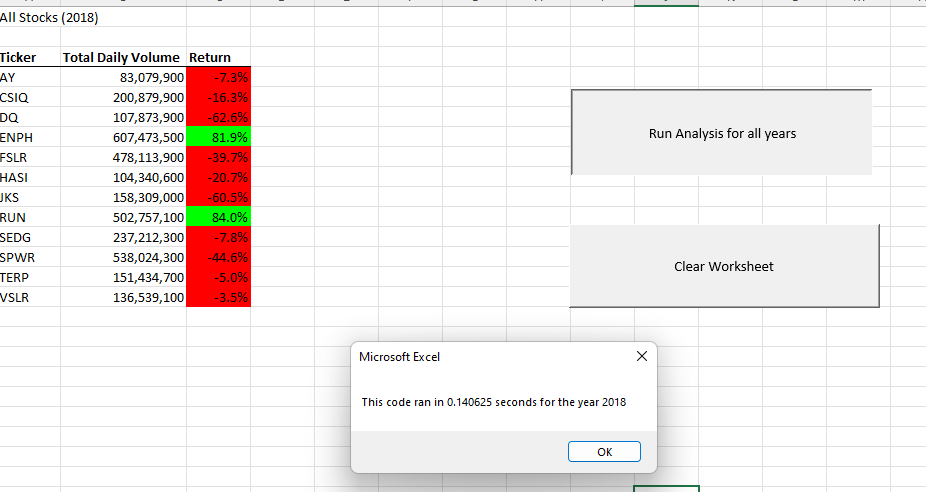 All Stocks (2018)
Ticker Total Daily Volume Return
AY 83,079,900 -7.3%
CSIQ 200,879,900 -16.3%
DQ 107,873,900 -62.6%
ENPH 607,473,500 81.9%
FSLR 478,113,900 -39.7%
HASI 104,340,600 -20.7%
JKS 158,309,000 -60.5%
RUN 502,757,100 84.0%
SEDG 237,212,300 -7.8%
SPWR 538,024,300 -44.6%
TERP 151,434,700 -5.0%
VSLR 136,539,100 -3.5%
Run Analysis for all years
Clear Worksheet
Microsoft Excel
This code ran in 0.140625 seconds for the year 2018
OK